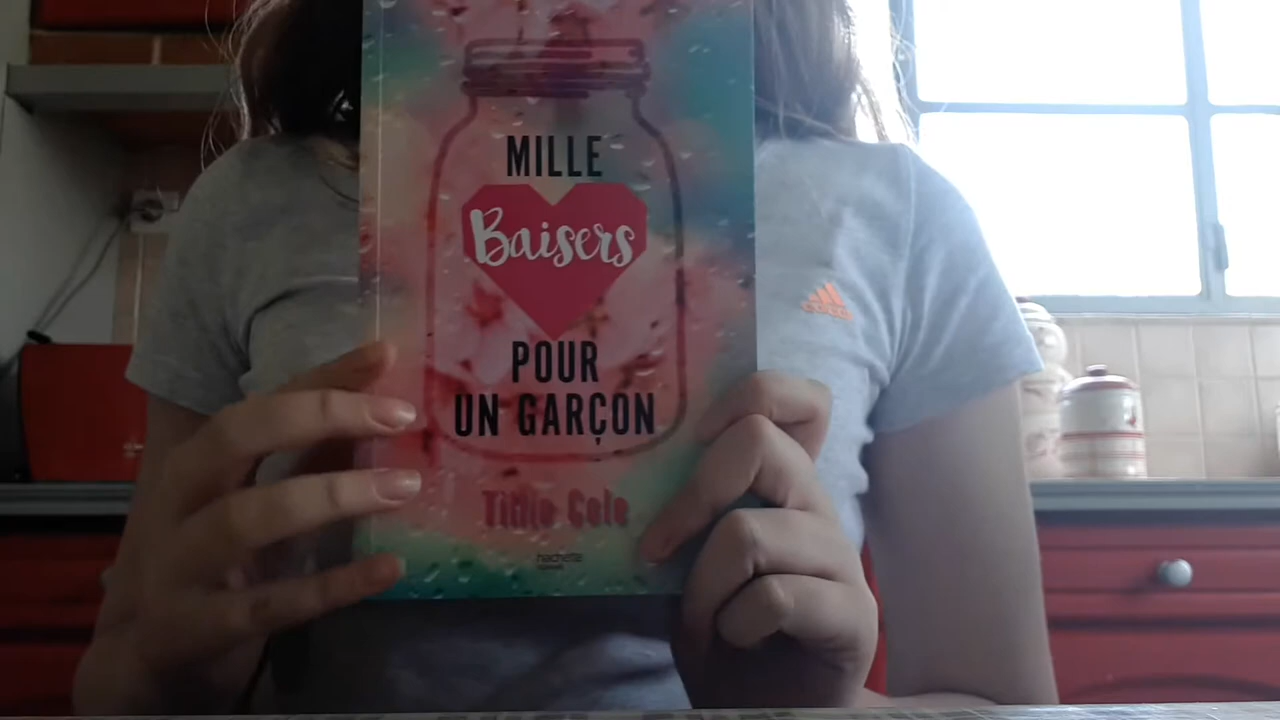 MILLE
Baisers
POUR
UN GARÇON
Tillie Cole
hachette